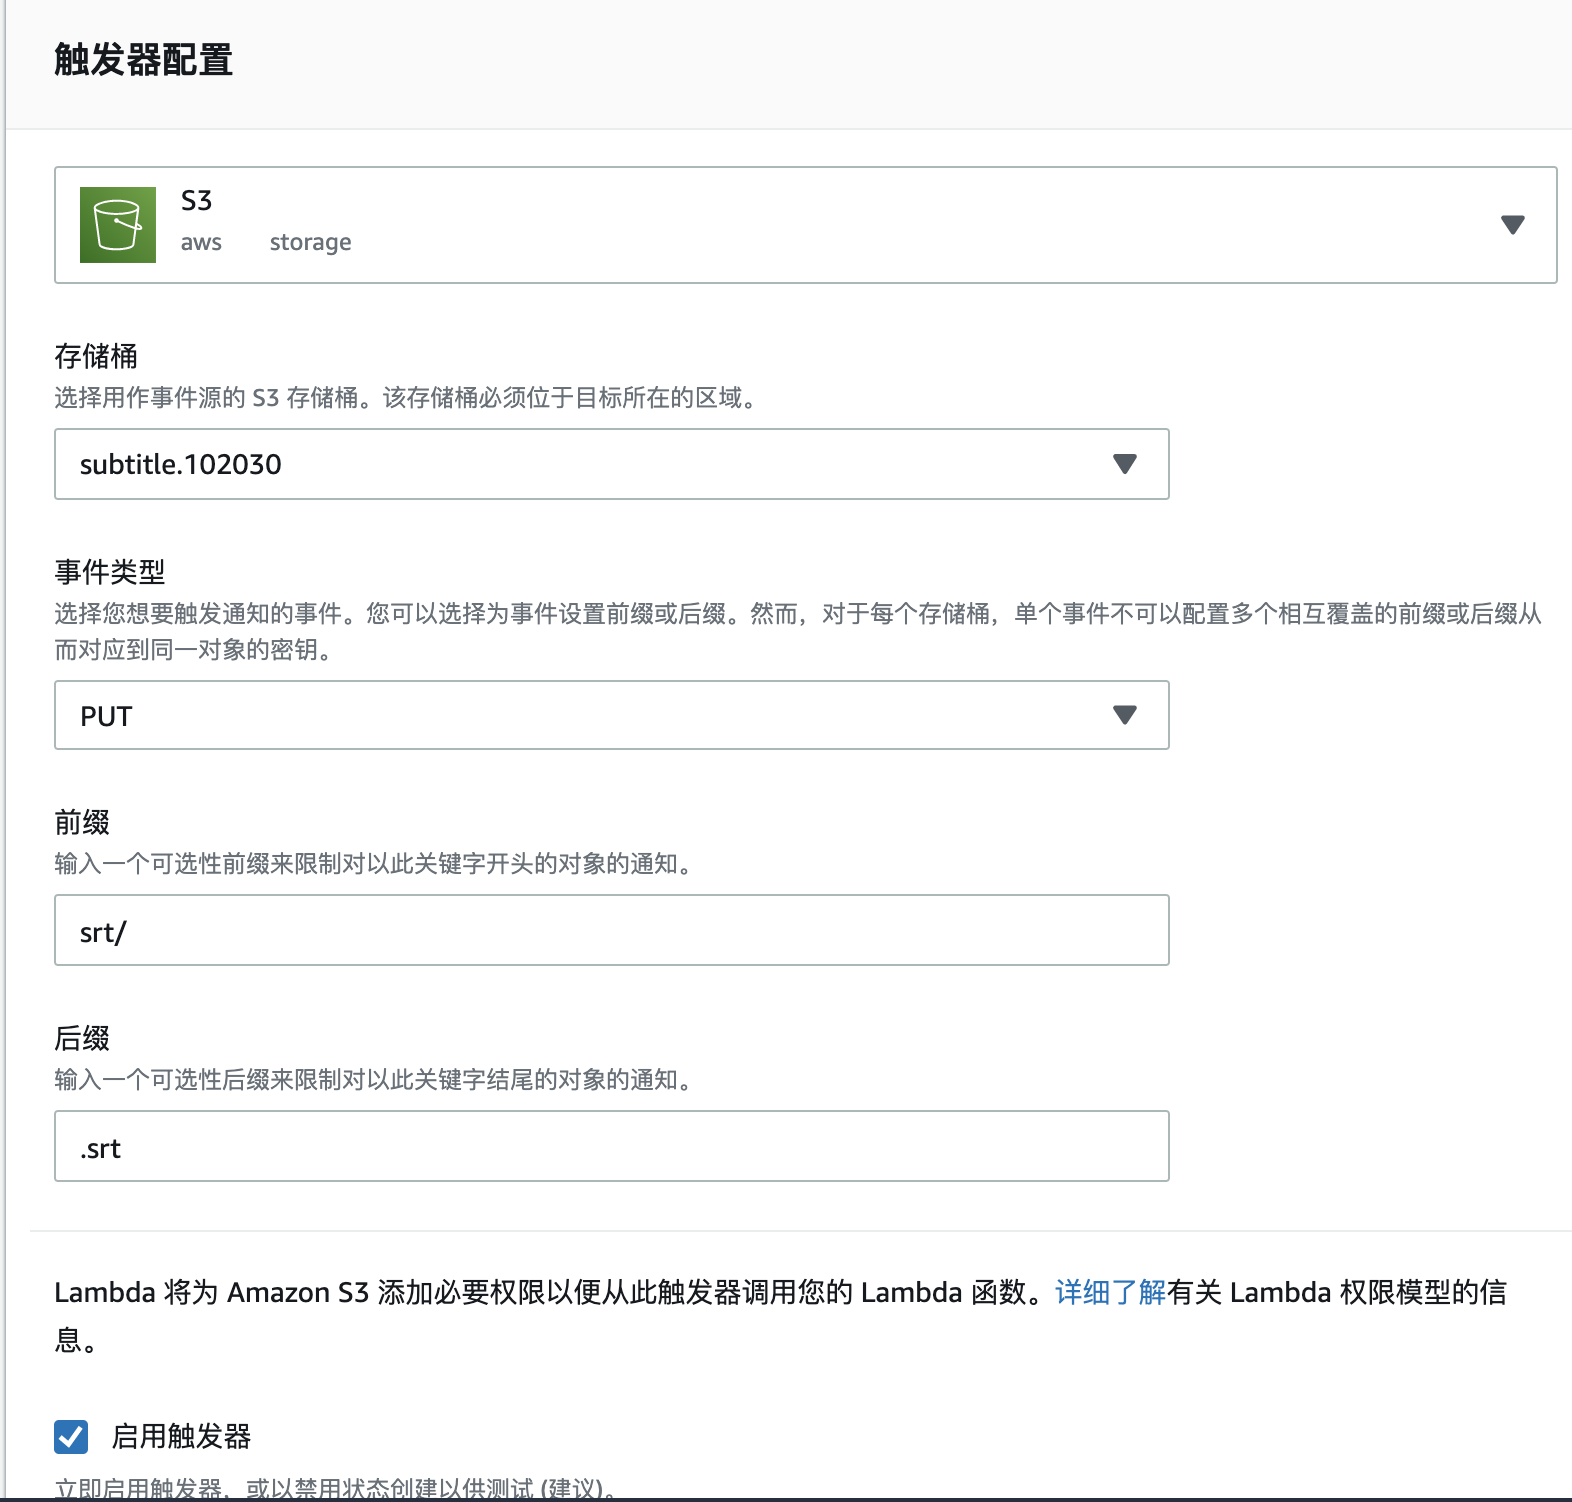 触发器配置
S3
aws storage
存储桶
选择用作事件源的 S3 存储桶。该存储桶必须位于目标所在的区域。
subtitle.102030
事件类型
选择您想要触发通知的事件。您可以选择为事件设置前缀或后缀。然而，对于每个存储桶，单个事件不可以配置多个相互覆盖的前缀或后缀从
而对应到同一对象的密钥。
PUT
前缀
输入一个可选性前缀来限制对以此关键字开头的对象的通知。
srt/
后缀
输入一个可选性后缀来限制对以此关键字结尾的对象的通知。
.srt
Lambda 将为 Amazon S3 添加必要权限以便从此触发器调用您的 Lambda 函数。详细了解有关 Lambda 权限模型的信
息。
启用触发器
立即启用触发器，或以禁用状态创建以供测试 (建议)。